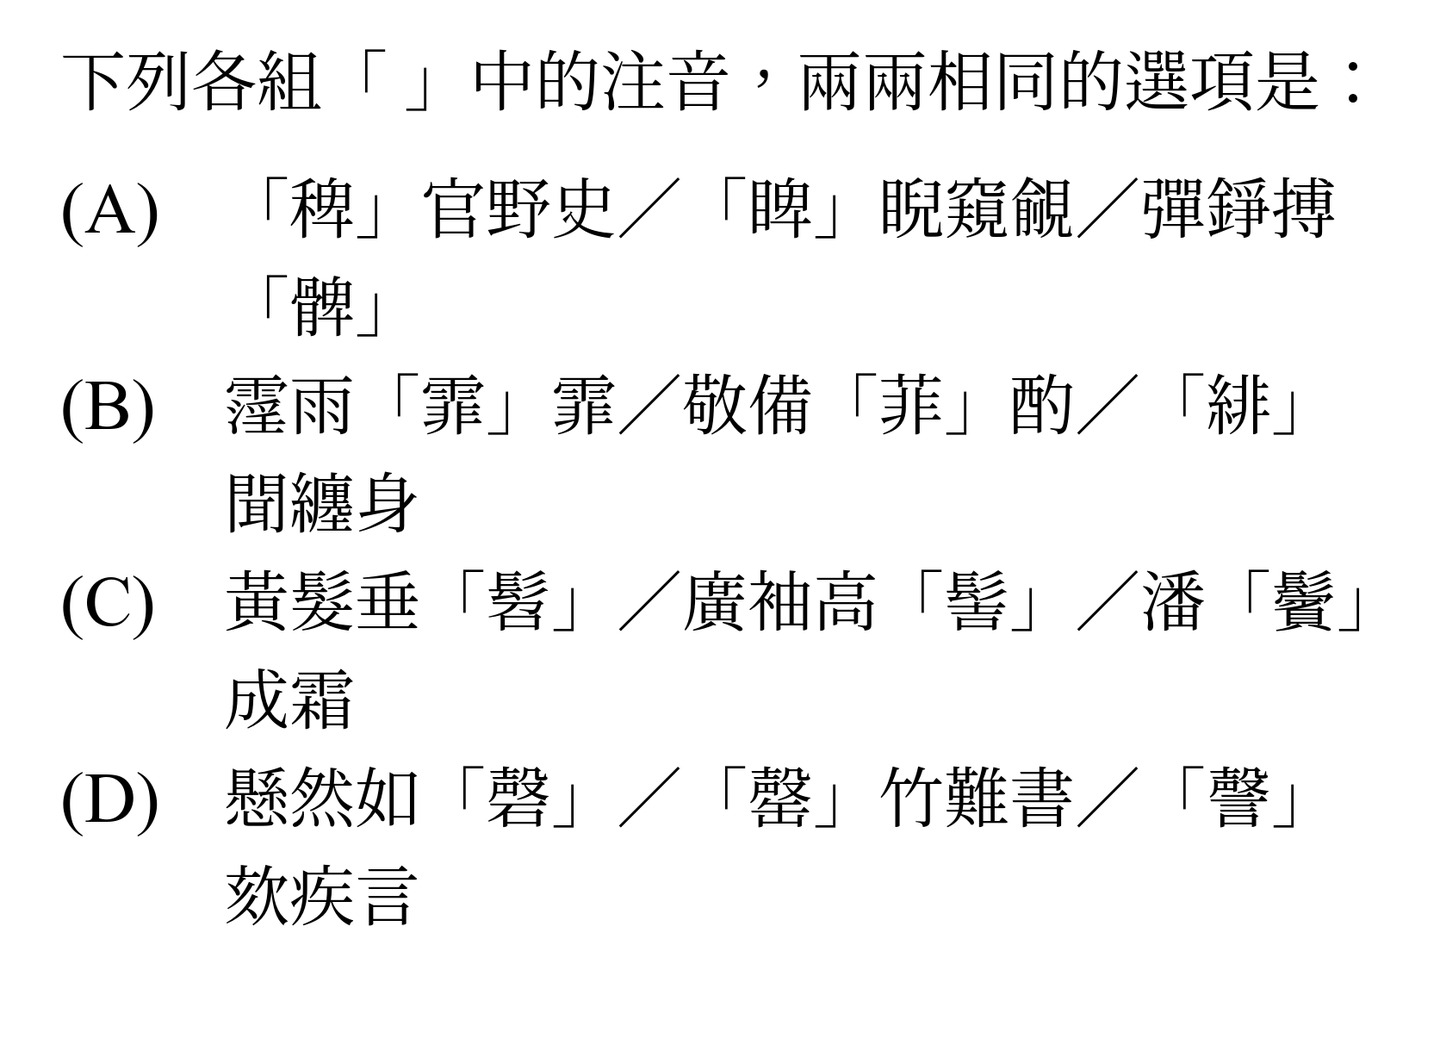 下列各組「 」中的注音，兩兩相同的選項是：
(A) 「稗」官野史／「睥」睨窺覦／彈錚搏
「髀」
(B) 霪雨「霏」霏／敬備「菲」酌／「緋」
聞纏身
(C) 黃髮垂「髫」／廣袖高「髻」／潘「鬢」
成霜
(D) 懸然如「磬」／「罄」竹難書／「謦」
欬疾言